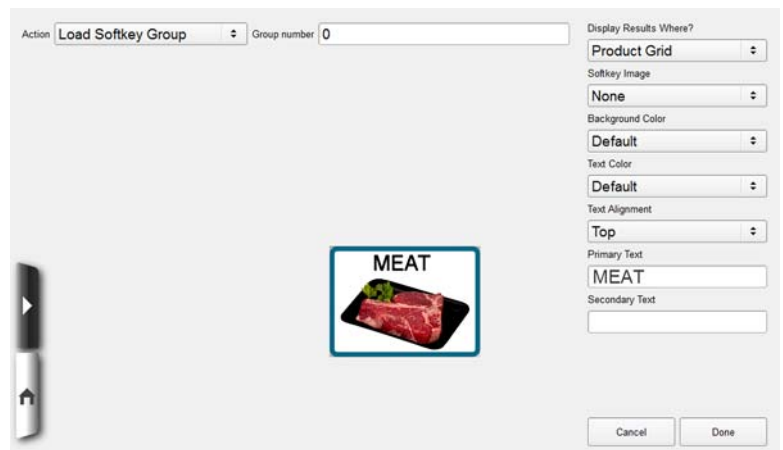 Action Load Softkey Group Group number 0
Display Results Where?
Product Grid
Softkey Image
None
Background Color
Default
Text Color
Default
Text Alignment
Top
Primary Text
MEAT
Secondary Text
MEAT
Cancel Done